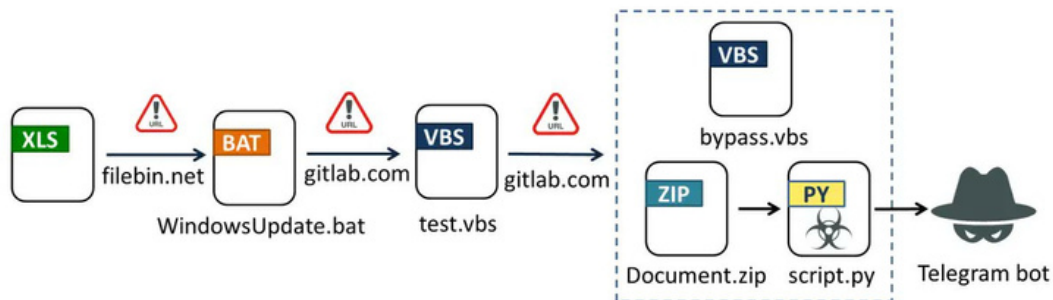 XLS
URL
filebin.net
BAT
WindowsUpdate.bat
URL
gitlab.com
VBS
test.vbs
URL
gitlab.com
VBS
bypass.vbs
ZIP
Document.zip
PY
script.py
Telegram bot